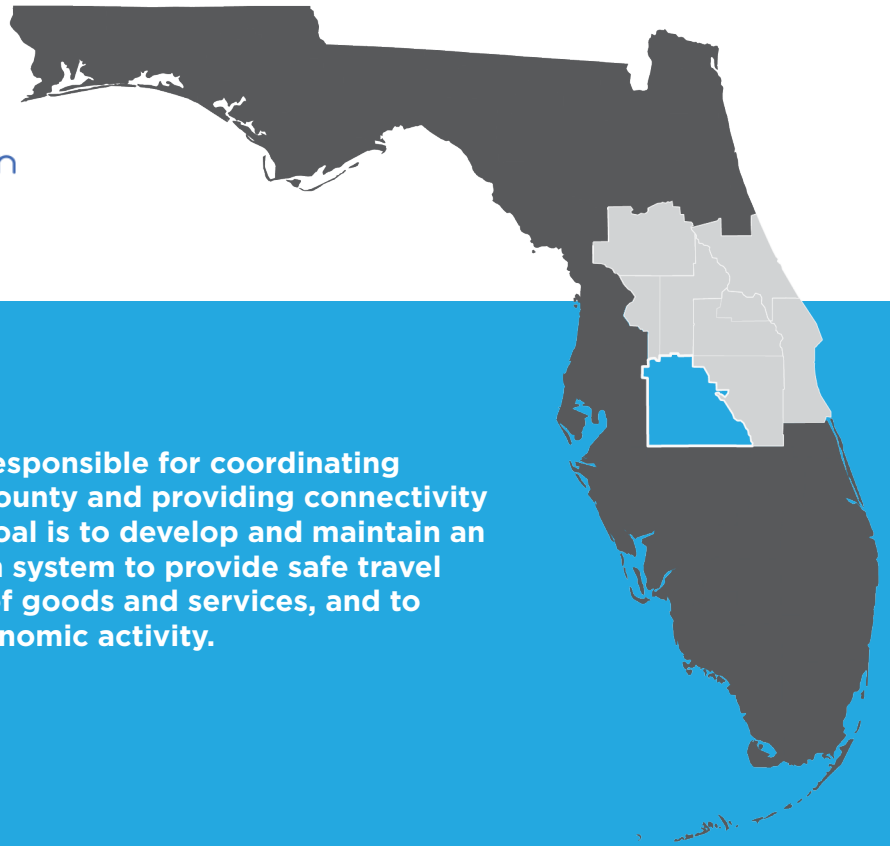 n
esponsible for coordinating
ounty and providing connectivity
oal is to develop and maintain an
system to provide safe travel
f goods and services, and to
nomic activity.